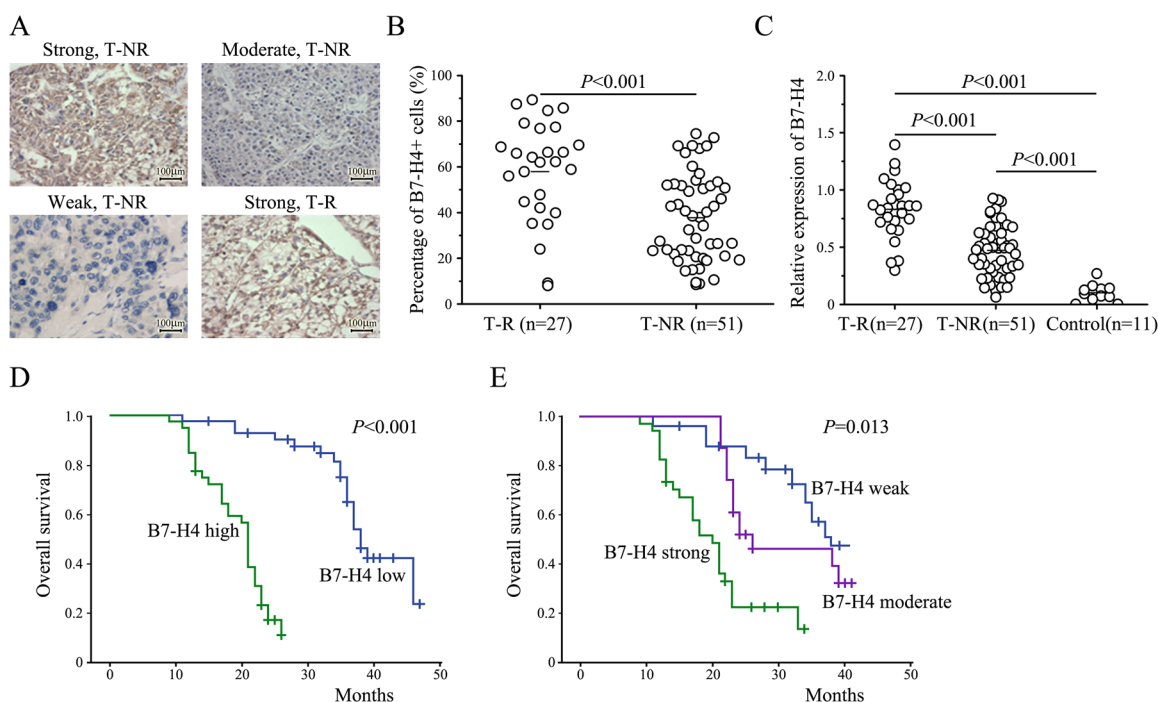 A
Strong, T-NR
Moderate, T-NR
100μm
100μm
Weak, T-NR
Strong, T-R
100μm
100μm
B
Percentage of B7-H4+ cells (%)
100
80
60
40
20
0
P<0.001
T-R (n=27)
T-NR (n=51)
C
Relative expression of B7-H4
2.0
1.5
1.0
0.5
0
P<0.001
P<0.001
P<0.001
T-R(n=27)
T-NR(n=51)
Control(n=11)
D
Overall survival
1.0
0.8
0.6
0.4
0.2
0
P<0.001
B7-H4 high
B7-H4 low
0 10 20 30 40 50
Months
E
Overall survival
1.0
0.8
0.6
0.4
0.2
0
P=0.013
B7-H4 weak
B7-H4 strong
B7-H4 moderate
0 10 20 30 40 50
Months